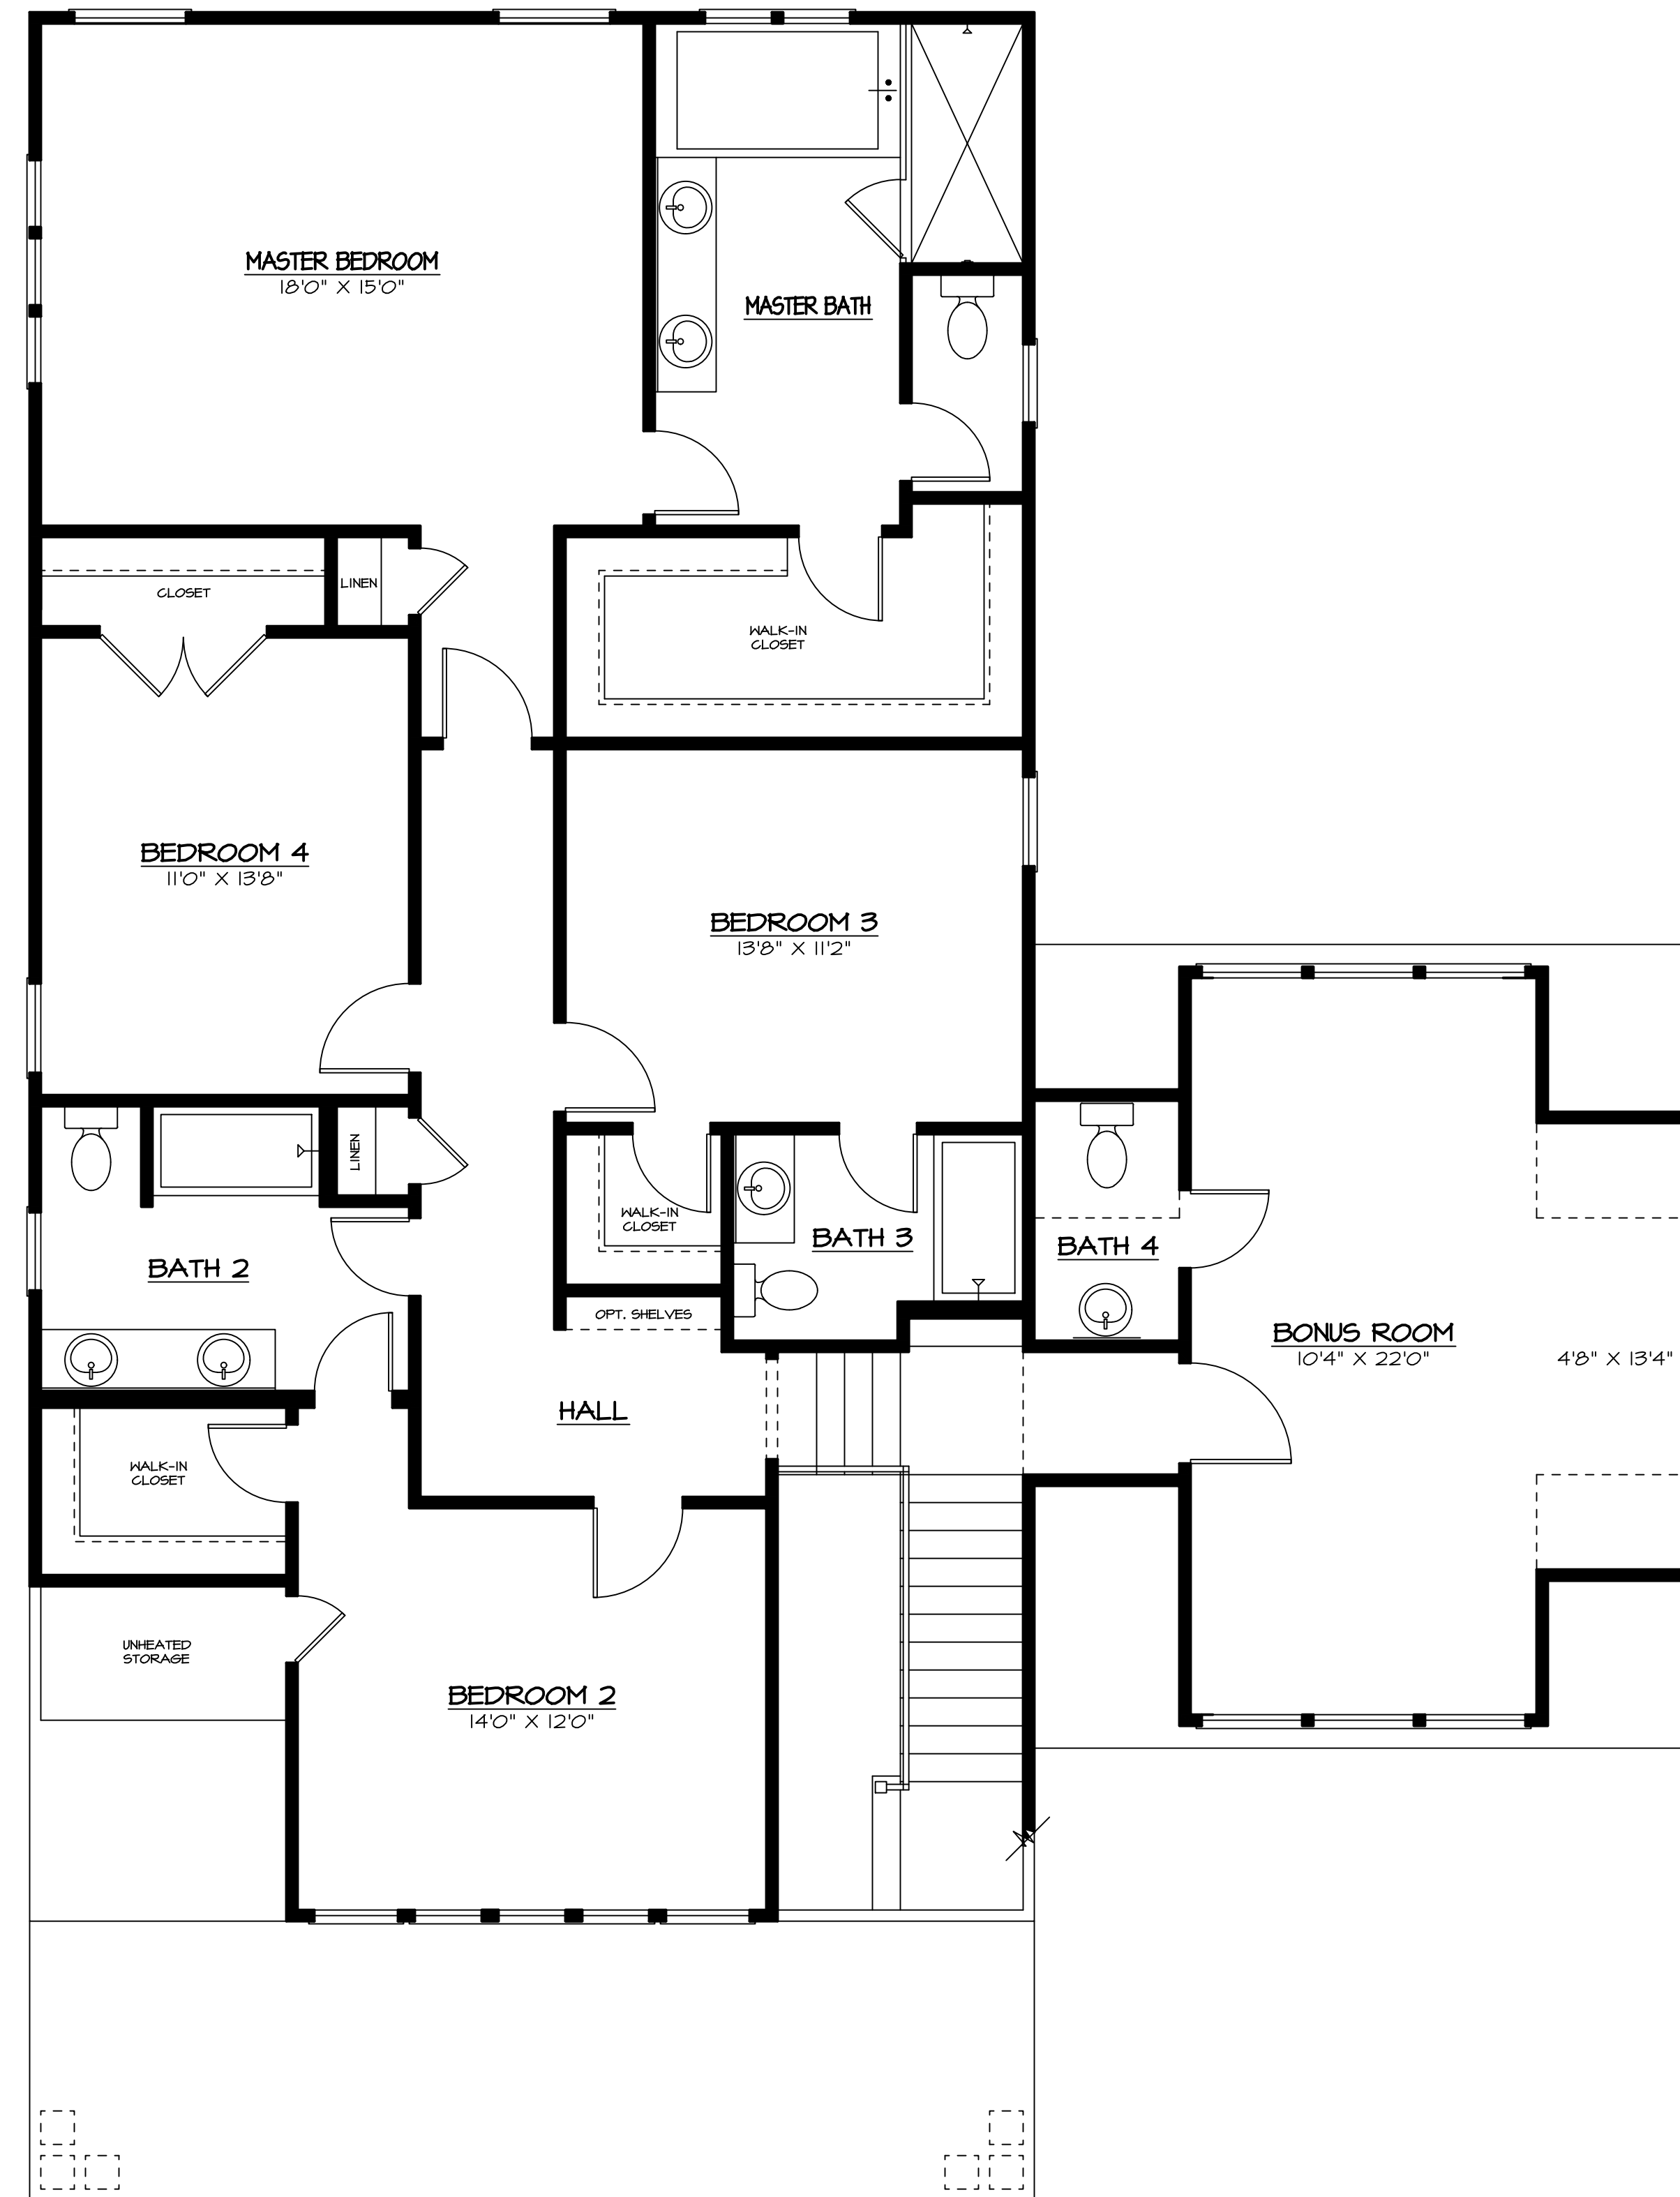 MASTER BEDROOM
18'0" X 15'0"
MASTER BATH
CLOSET
LINEN
WALK-IN
CLOSET
BEDROOM 4
11'0" X 13'8"
BEDROOM 3
13'8" X 11'2"
LINEN
WALK-IN
CLOSET
BATH 3
BATH 4
BATH 2
OPT. SHELVES
BONUS ROOM
10'4" X 22'0"
4'8" X 13'4"
HALL
WALK-IN
CLOSET
UNHEATED
STORAGE
BEDROOM 2
14'0" X 12'0"